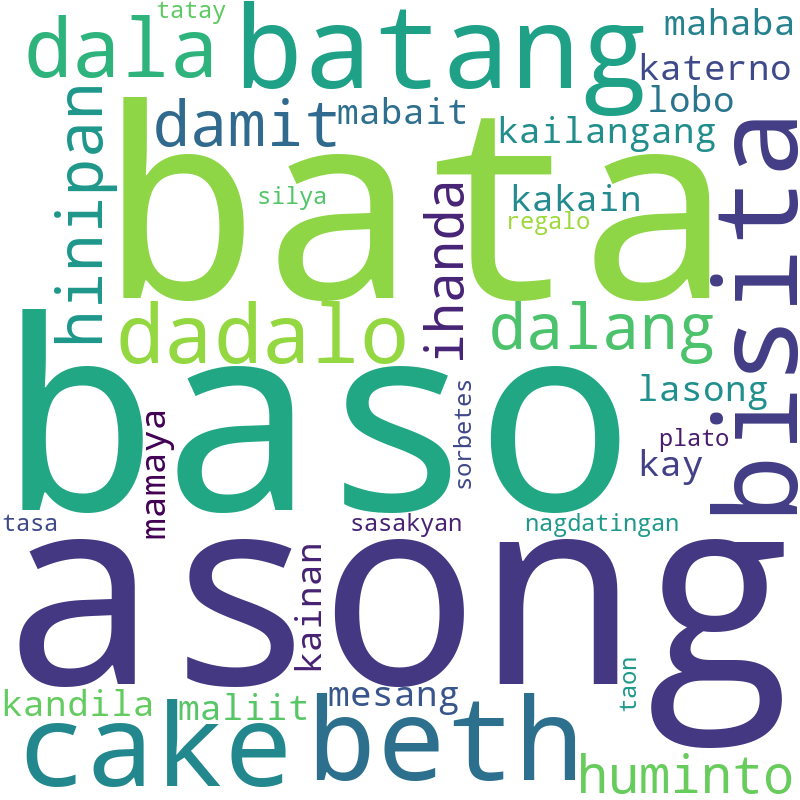 tatay
dala
batang
mahaba
katerno
lobo
damit
mabait
kailangang
hinipan
bata
silya
ihanda
kakain
regalo
bisita
dadalo
dalang
baso
mamaya
sorbetes
lasong
plato
kay
tasa
sasakyan
nagdatingan
asong
kainan
taon
kandila
maliit
mesang
cake
beth
huminto